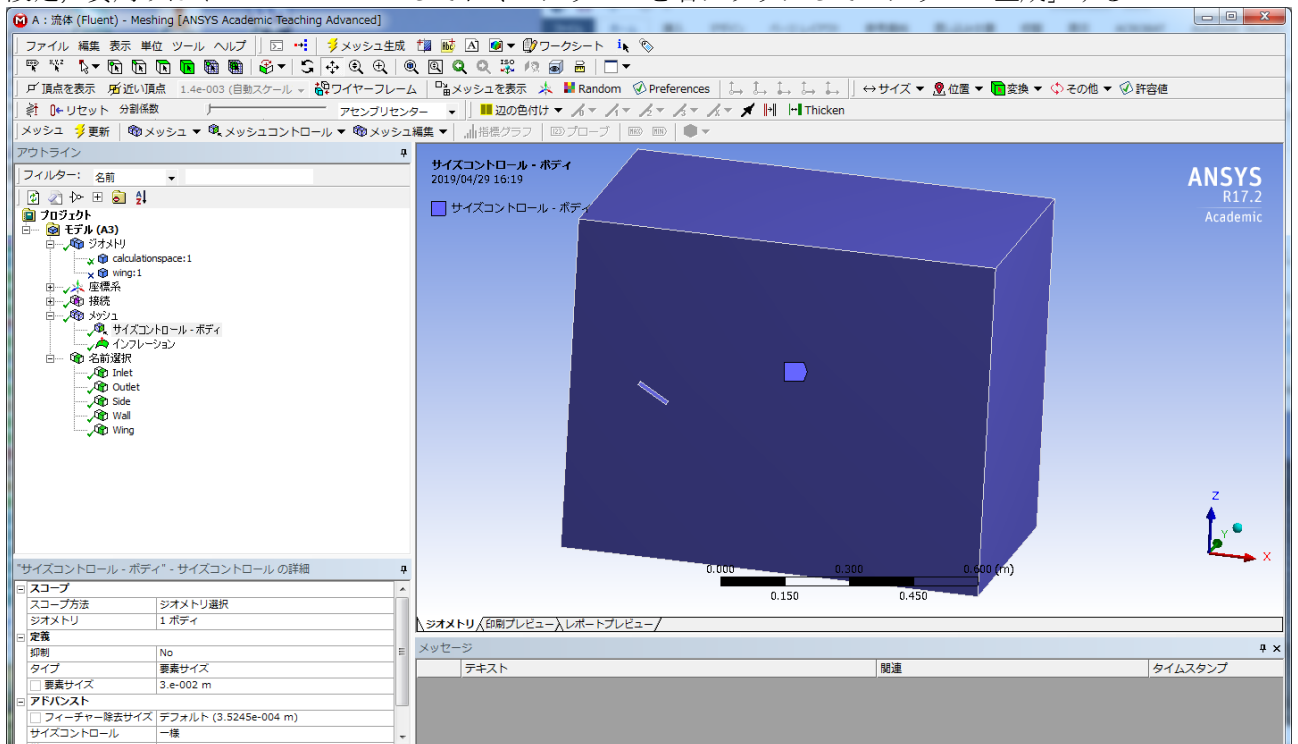 A : 流体 (Fluent) - Meshing [ANSYS Academic Teaching Advanced]
ファイル 編集 表示 単位 ツール ヘルプ メッシュ生成 ワークシート
頂点を表示 近い頂点 1.4e-003 (自動スケール ワイヤーフレーム メッシュを表示 Random Preferences サイズ 位置 変換 その他 許容値
リセット 分割係数 アセンブリセンター 辺の色付け Thicken
メッシュ 更新 メッシュ メッシュコントロール メッシュ編集 指標グラフ プローブ
アウトライン
フィルター: 名前
プロジェクト
モデル (A3)
ジオメトリ
calculationspace:1
wing:1
座標系
接続
メッシュ
サイズコントロール - ボディ
インフレーション
名前選択
Inlet
Outlet
Side
Wall
Wing
サイズコントロール - ボディ
2019/04/29 16:19
サイズコントロール - ボディ
ANSYS
R17.2
Academic
Z
Y
X
0.000 0.300 0.600 (m)
0.150 0.450
ジオメトリ 印刷プレビュー レポートプレビュー
"サイズコントロール - ボディ" - サイズコントロール の詳細
スコープ
スコープ方法 ジオメトリ選択
ジオメトリ 1 ボディ
定義
抑制 No
タイプ 要素サイズ
要素サイズ 3.e-002 m
アドバンスト
フィーチャー除去サイズ デフォルト (3.5245e-004 m)
サイズコントロール 一様
メッセージ
テキスト 関連 タイムスタンプ